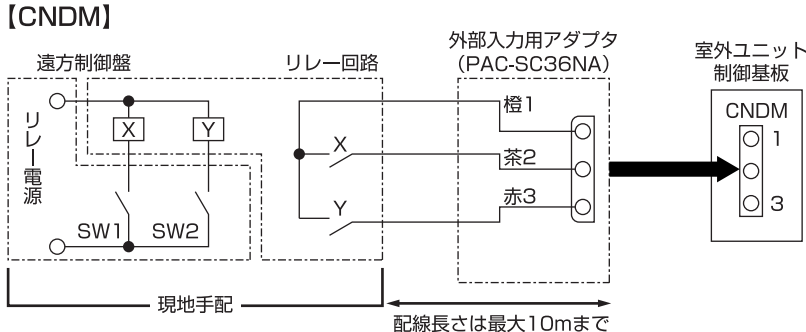 【CNDM】
遠方制御盤
リレー回路
外部入力用アダプタ
(PAC-SC36NA)
室外ユニット
制御基板
リレー電源
X
Y
SW1
SW2
X
Y
橙1
茶2
赤3
CNDM
1
3
現地手配
配線長さは最大10mまで